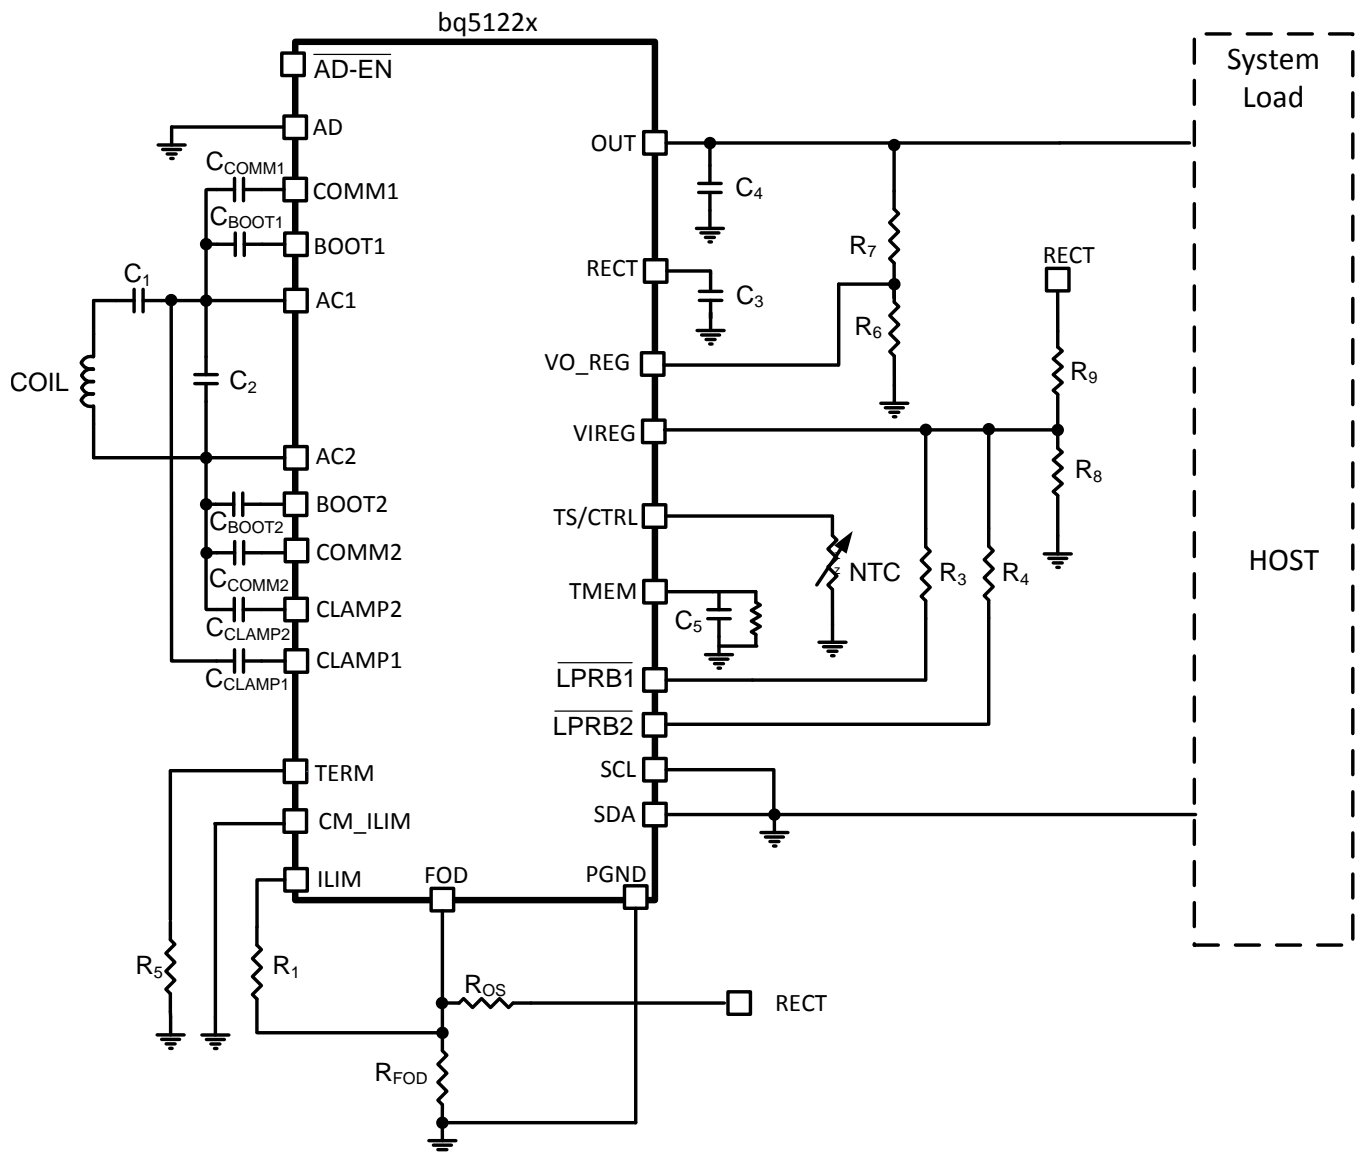 bq5122x
AD-EN
AD
CCOMM1
COMM1
CBOOT1
BOOT1
C1
AC1
COIL
C2
AC2
BOOT2
CBOOT2
COMM2
CCOMM2
CLAMP2
CCLAMP2
CLAMP1
CCLAMP1
TERM
CM_ILIM
ILIM
FOD
PGND
OUT
C4
R7
RECT
C3
R6
VO_REG
RECT
R9
VIREG
R8
TS/CTRL
NTC
R3
R4
TMEM
C5
LPRB1
LPRB2
SCL
SDA
System
Load
HOST
R5
R1
ROS
RECT
RFOD